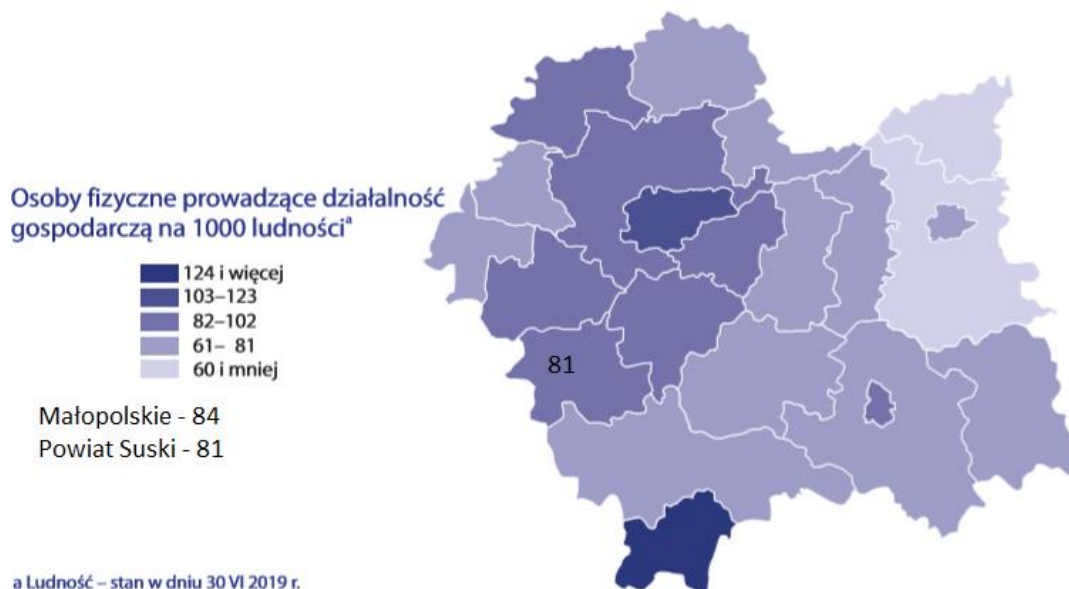 Osoby fizyczne prowadzące działalność
gospodarczą na 1000 ludnościᵃ
124 i więcej
103–123
82–102
61– 81
60 i mniej
81
Małopolskie - 84
Powiat Suski - 81
a Ludność – stan w dniu 30 VI 2019 r.